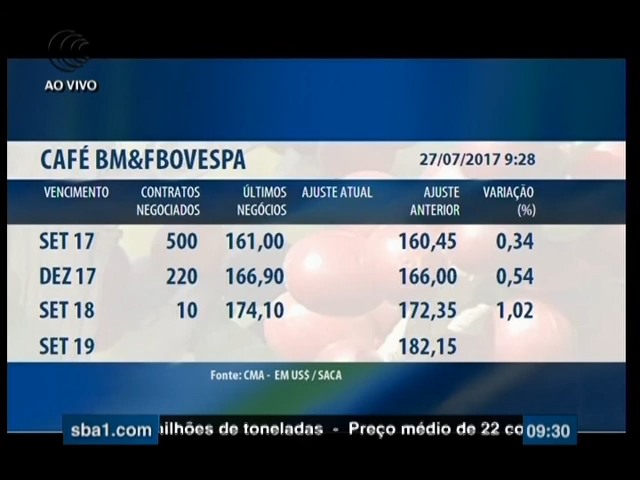 AO VIVO
CAFÉ BM&FBOVESPA 27/07/2017 9:28
VENCIMENTO CONTRATOS NEGOCIADOS ÚLTIMOS NEGÓCIOS AJUSTE ATUAL AJUSTE ANTERIOR VARIAÇÃO (%)
SET 17 500 161,00 160,45 0,34
DEZ 17 220 166,90 166,00 0,54
SET 18 10 174,10 172,35 1,02
SET 19 182,15
Fonte: CMA - EM US$ / SACA
sba1.com ilhões de toneladas - Preço médio de 22 co 09:30